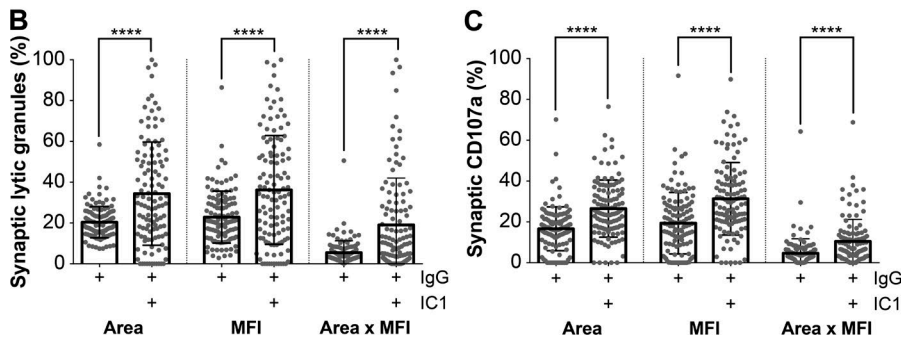 B
Synaptic lytic granules (%)
100
80
60
40
20
0
****
****
****
+ + + + + + IgG
+ + + IC1
Area MFI Area x MFI
C
Synaptic CD107a (%)
100
80
60
40
20
0
****
****
****
+ + + + + + IgG
+ + + IC1
Area MFI Area x MFI